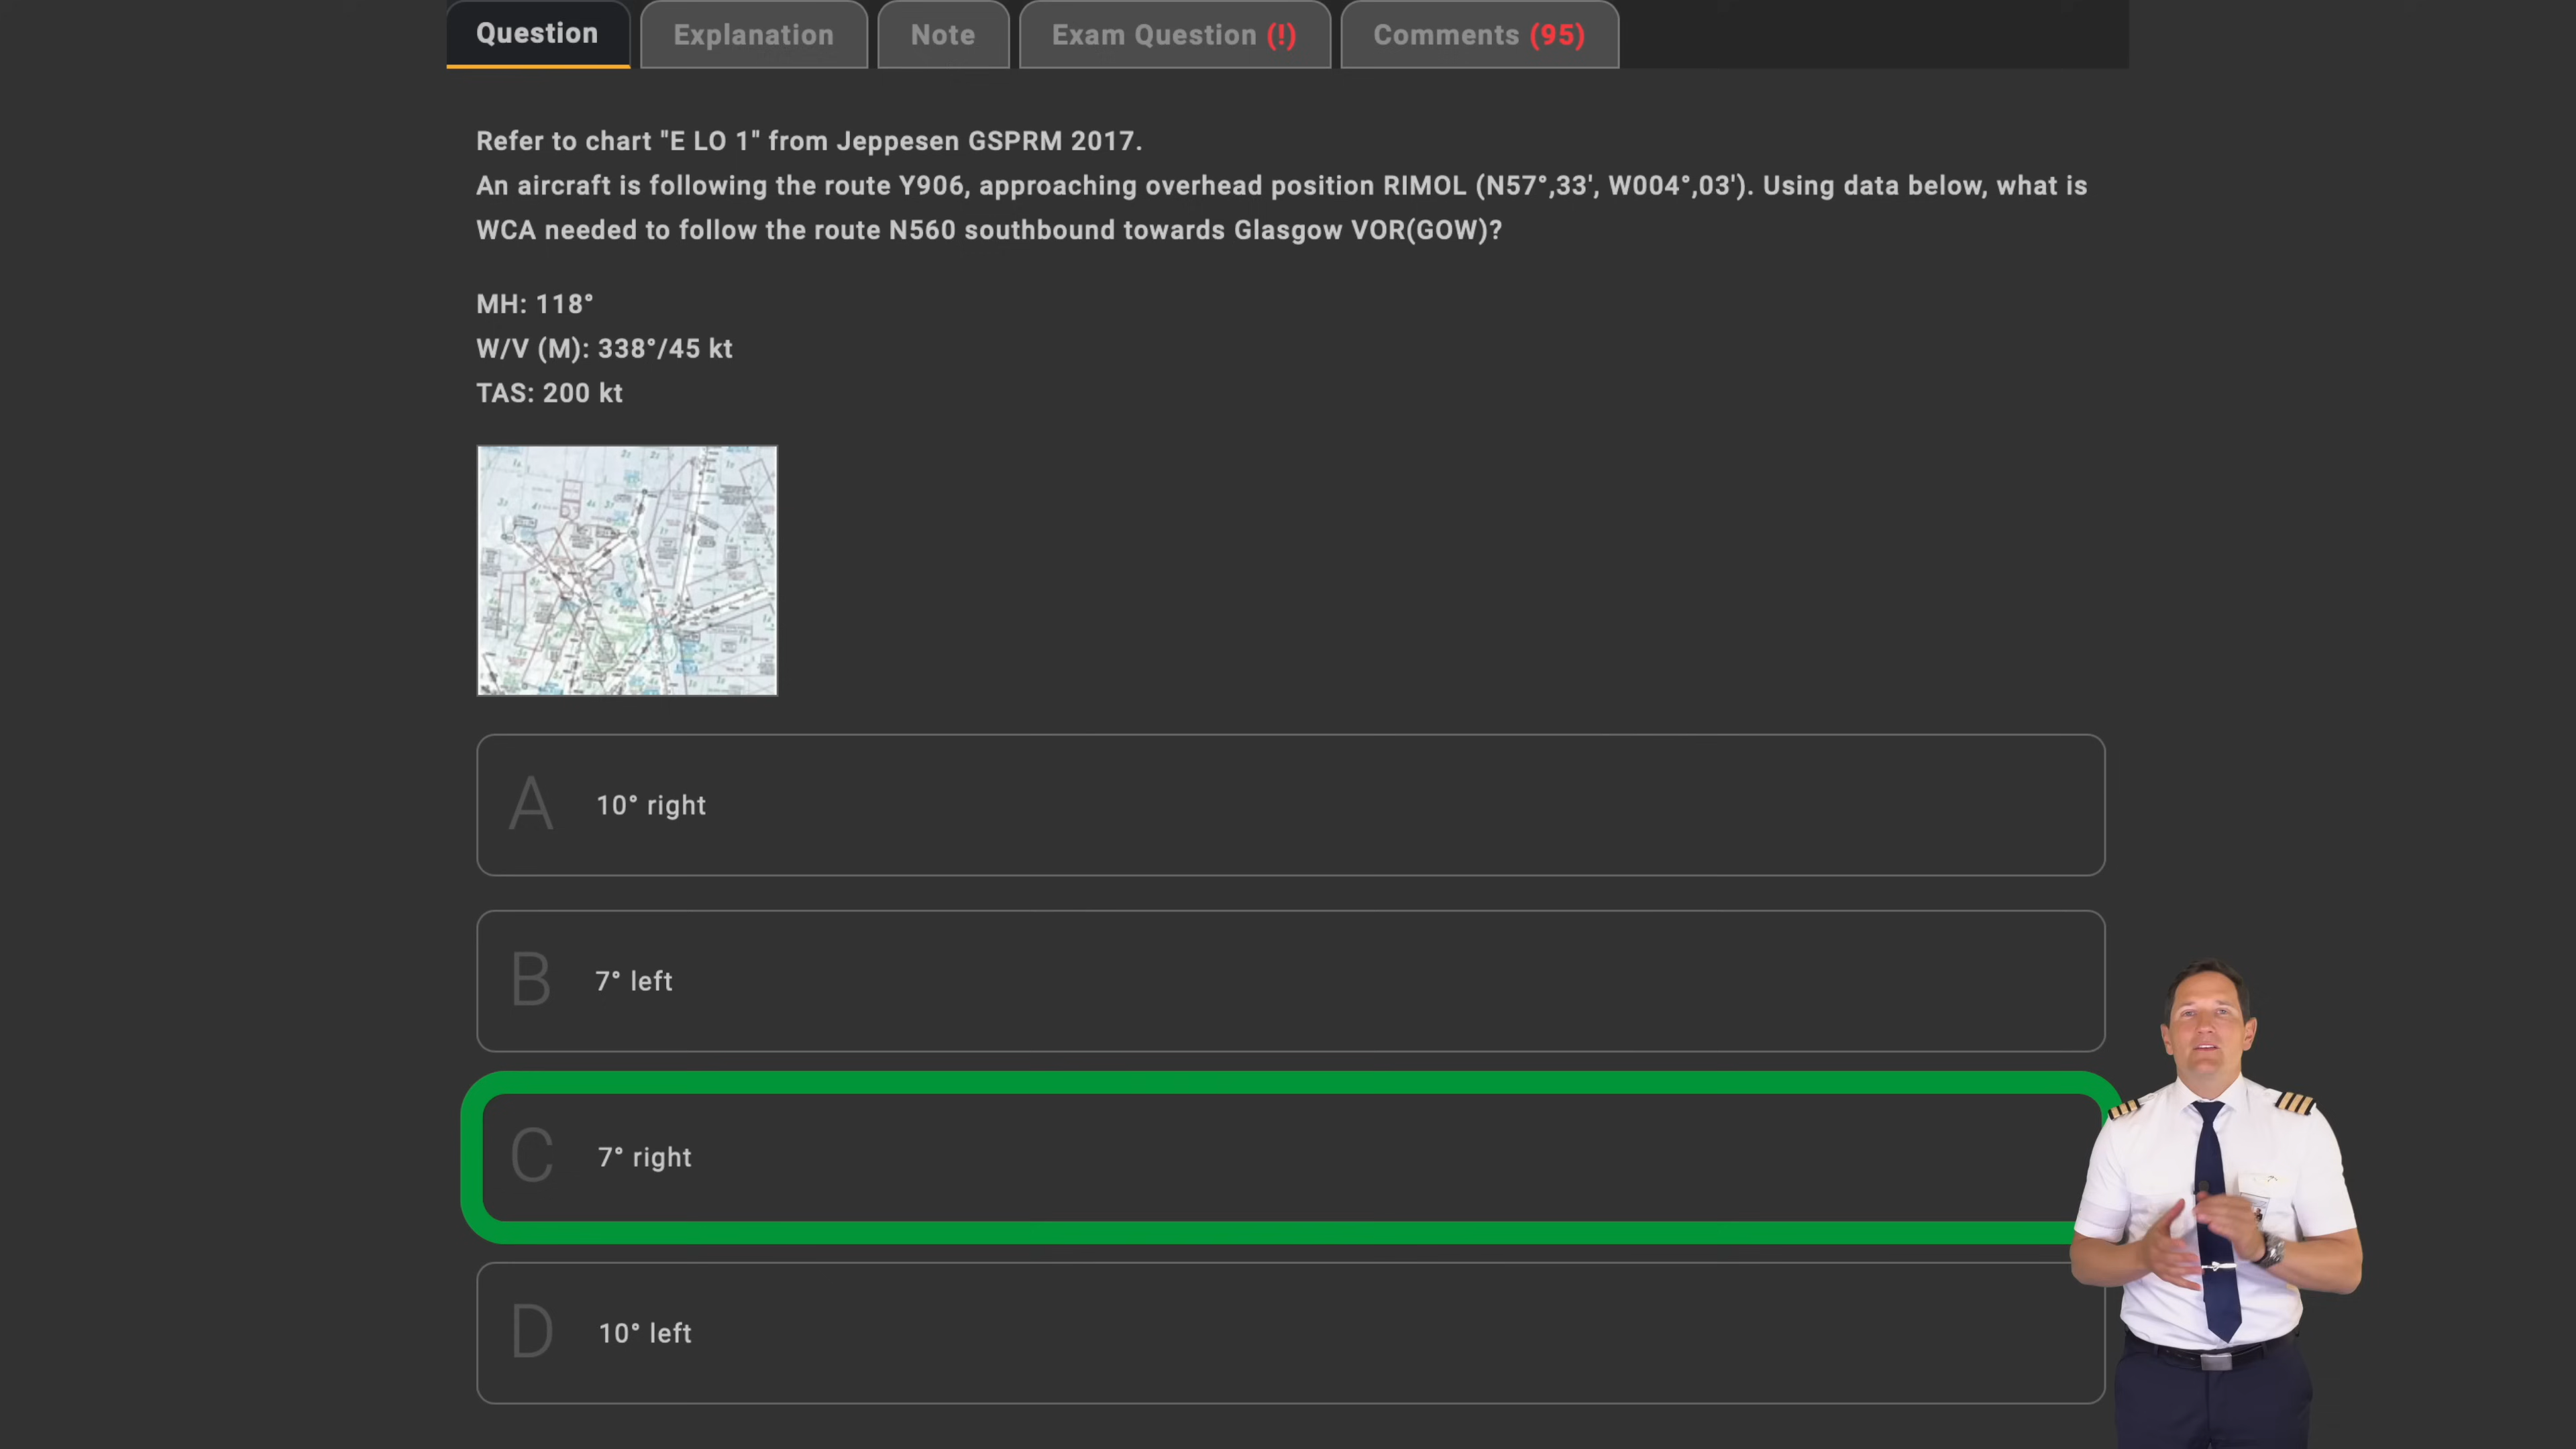 Question
Explanation
Note
Exam Question (!)
Comments (95)
Refer to chart "E LO 1" from Jeppesen GSPRM 2017.
An aircraft is following the route Y906, approaching overhead position RIMOL (N57°,33', W004°,03'). Using data below, what is
WCA needed to follow the route N560 southbound towards Glasgow VOR(GOW)?
MH: 118°
W/V (M): 338°/45 kt
TAS: 200 kt
A 10° right
B 7° left
C 7° right
D 10° left